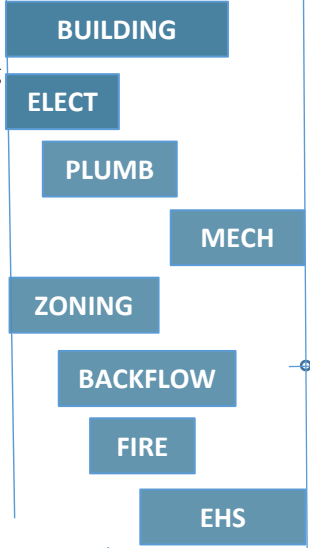 BUILDING
ELECT
PLUMB
MECH
ZONING
BACKFLOW
FIRE
EHS